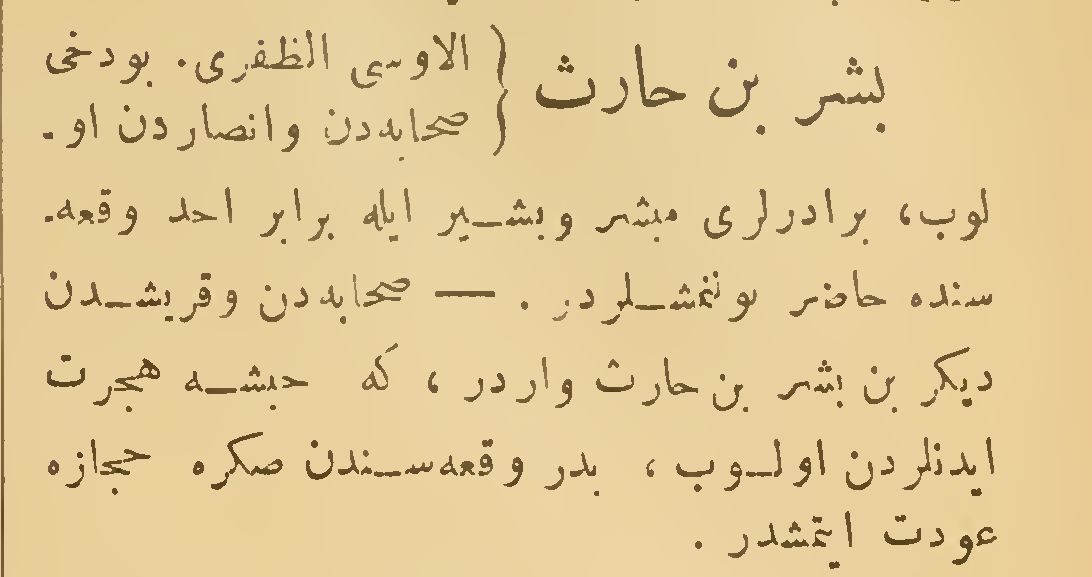 بشر بن حارث { الاوسی الظفری. بودخی
صحابه‌دن وانصاردن او-
لوب، برادرلری مبشر وبشیر ایله برابر احد وقعه-
سنده حاضر بولنمشلردر. — صحابه‌دن وقریشدن
دیکر بن بشر بن حارث واردر، که حبشه هجرت
ایدنلردن اولوب، بدر وقعه‌سندن صکره حجازه
عودت ایتمشدر.